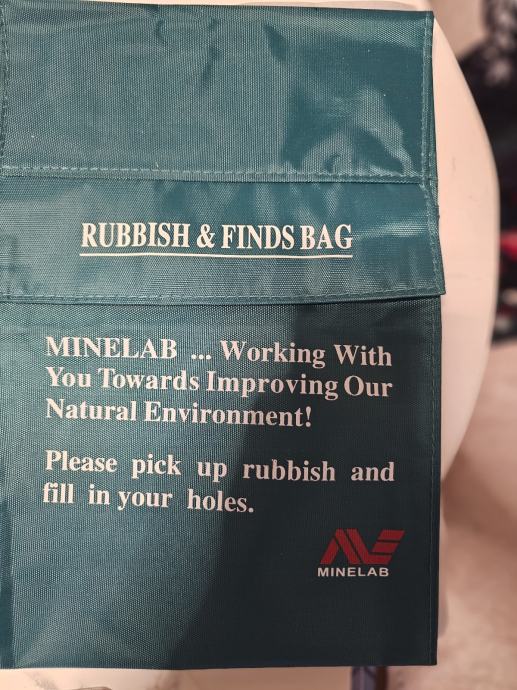 RUBBISH & FINDS BAG
MINELAB ... Working With
You Towards Improving Our
Natural Environment!
Please pick up rubbish and
fill in your holes.
MINELAB